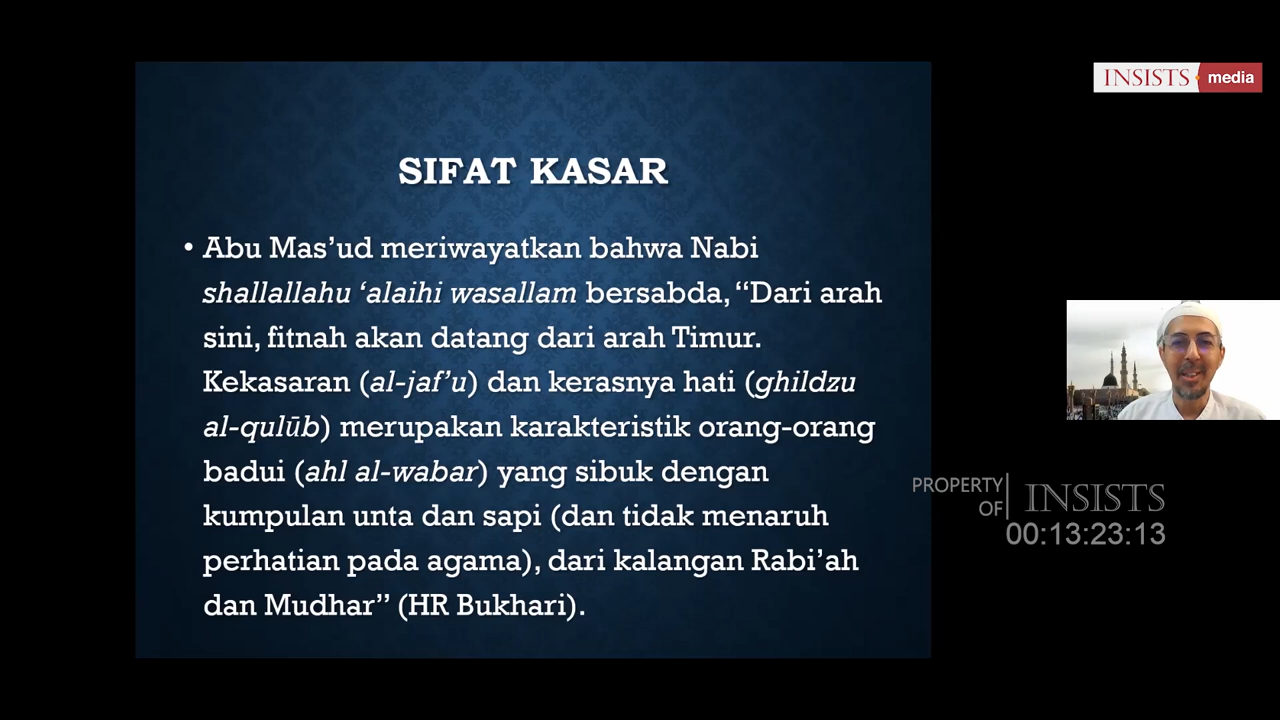 INSISTS media
SIFAT KASAR
• Abu Mas’ud meriwayatkan bahwa Nabi
shallallahu ‘alaihi wasallam bersabda, “Dari arah
sini, fitnah akan datang dari arah Timur.
Kekasaran (al-jaf’u) dan kerasnya hati (ghildzu
al-qulūb) merupakan karakteristik orang-orang
badui (ahl al-wabar) yang sibuk dengan
kumpulan unta dan sapi (dan tidak menaruh
perhatian pada agama), dari kalangan Rabi’ah
dan Mudhar” (HR Bukhari).
PROPERTY
OF INSISTS
00:13:23:13